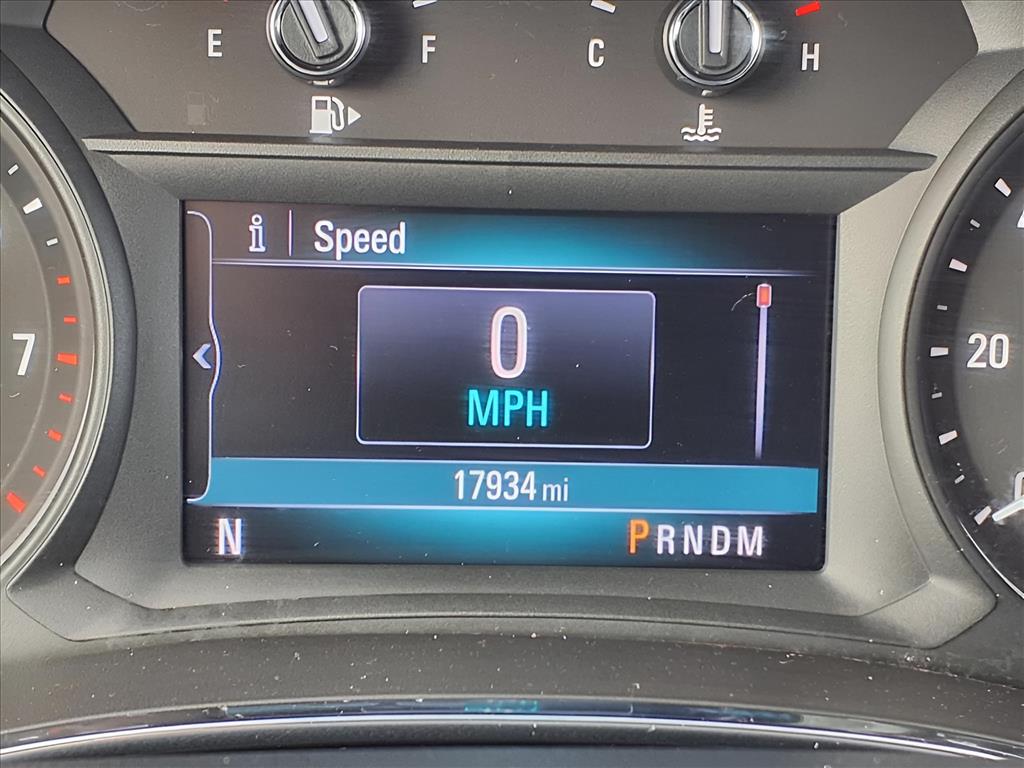 E F C H
i Speed
7
0
20
MPH
17934 mi
N PRNDM